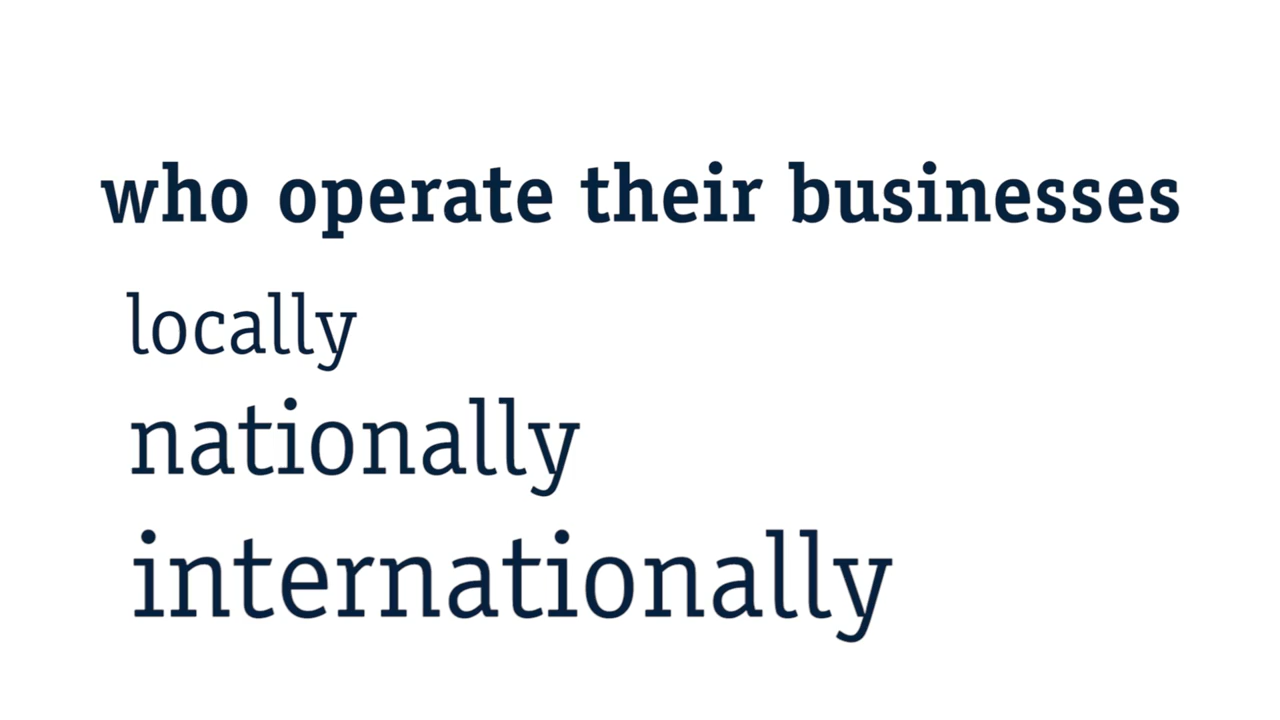 who operate their businesses
locally
nationally
internationally